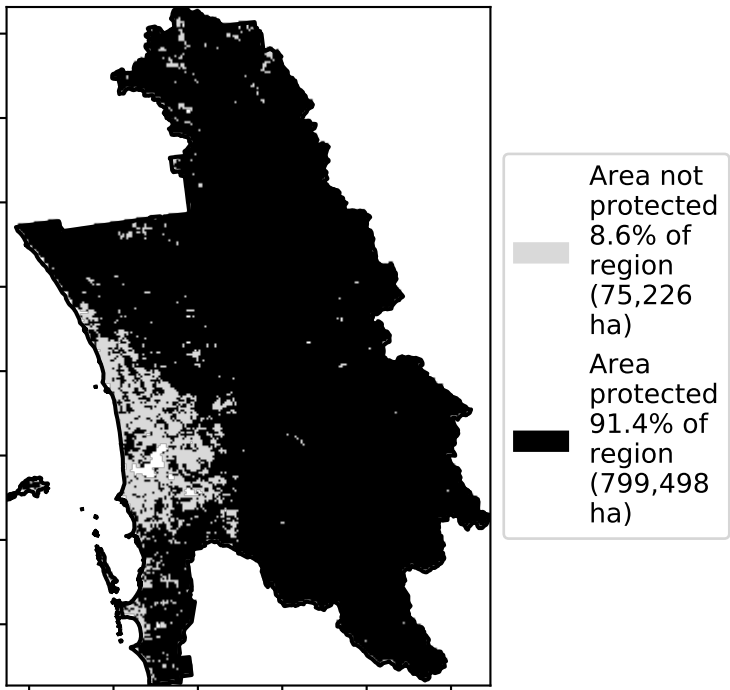 Area not
protected
8.6% of
region
(75,226
ha)
Area
protected
91.4% of
region
(799,498
ha)